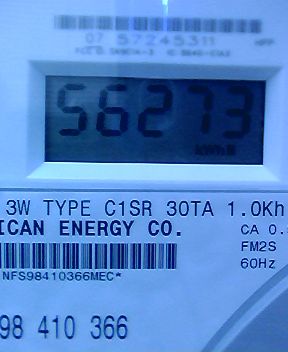 07 57245311
56273
kWh
3W TYPE C1SR 30TA 1.0Kh
ICAN ENERGY CO.
CA 0.
FM2S
60Hz
NFS98410366MEC*
98 410 366